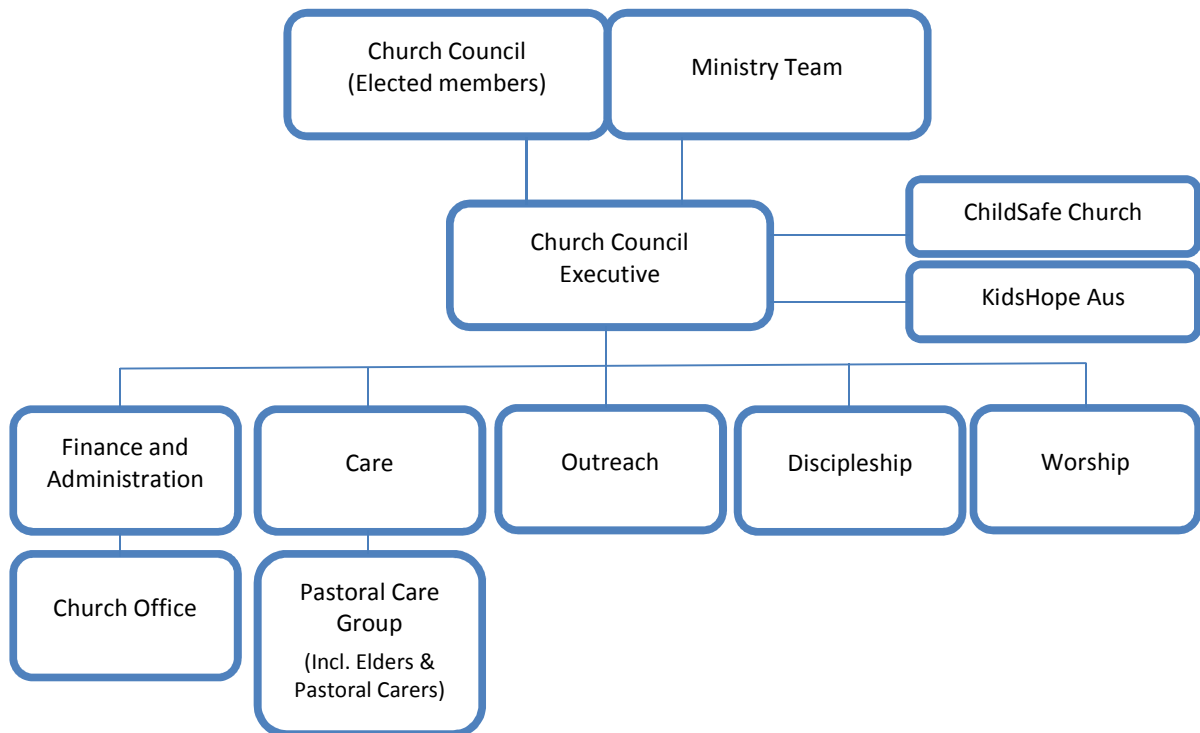 Church Council
(Elected members)
Ministry Team
ChildSafe Church
Church Council
Executive
KidsHope Aus
Finance and
Administration
Care
Outreach
Discipleship
Worship
Church Office
Pastoral Care
Group
(Incl. Elders &
Pastoral Carers)